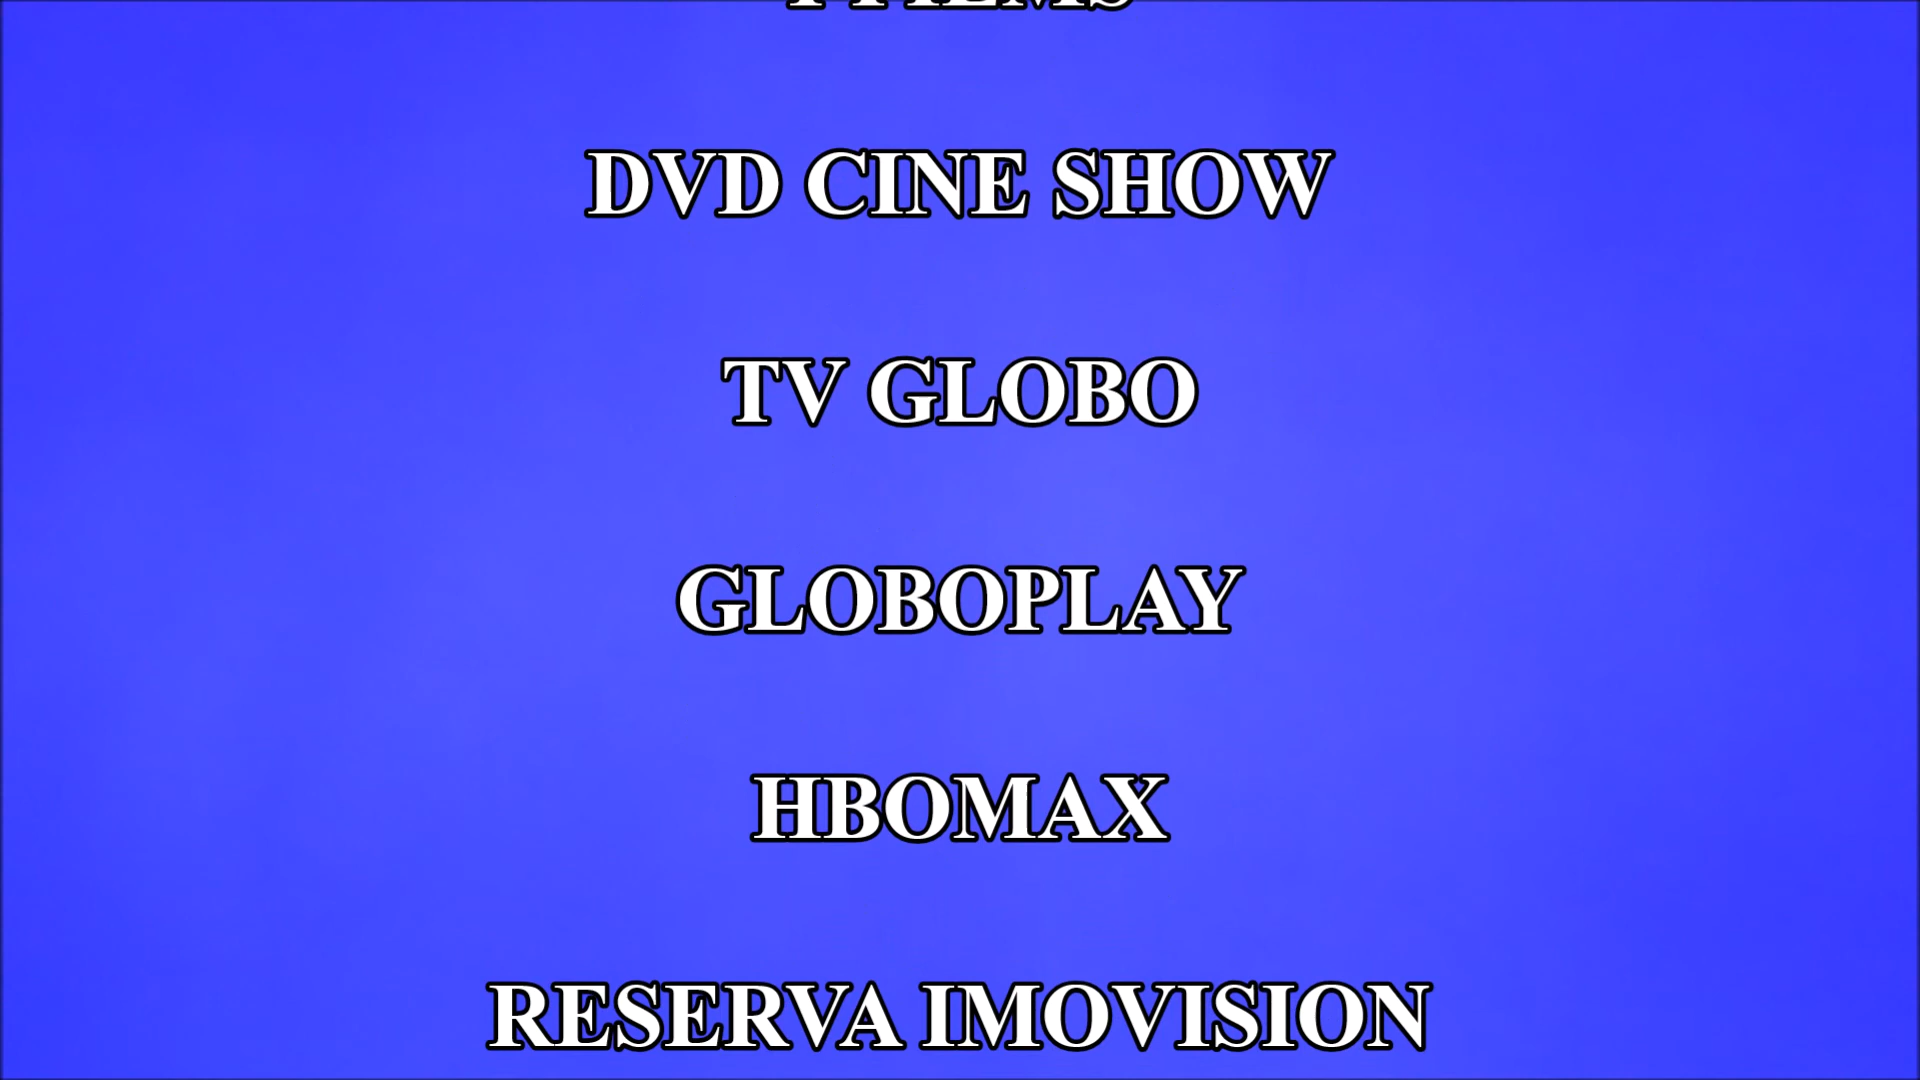 DVD CINE SHOW
TV GLOBO
GLOBOPLAY
HBOMAX
RESERVA IMOVISION